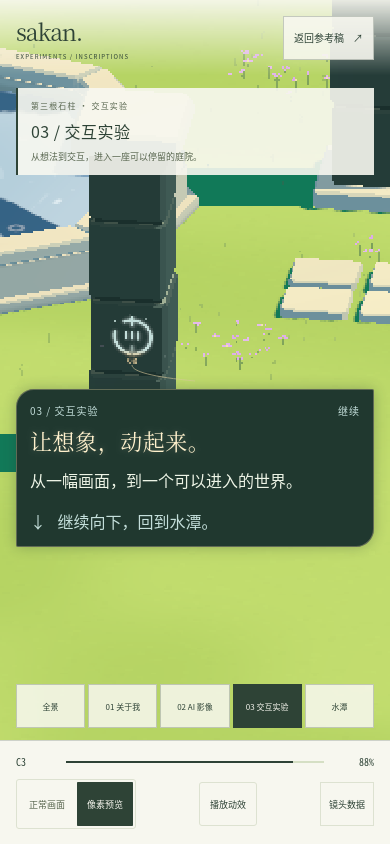 sakan.
EXPERIMENTS / INSCRIPTIONS
返回参考稿 ↗
第三根石柱 · 交互实验
03 / 交互实验
从想法到交互，进入一座可以停留的庭院。
03 / 交互实验
继续
让想象，动起来。
从一幅画面，到一个可以进入的世界。
↓ 继续向下，回到水潭。
全景
01 关于我
02 AI 影像
03 交互实验
水潭
C3
88%
正常画面
像素预览
播放动效
镜头数据